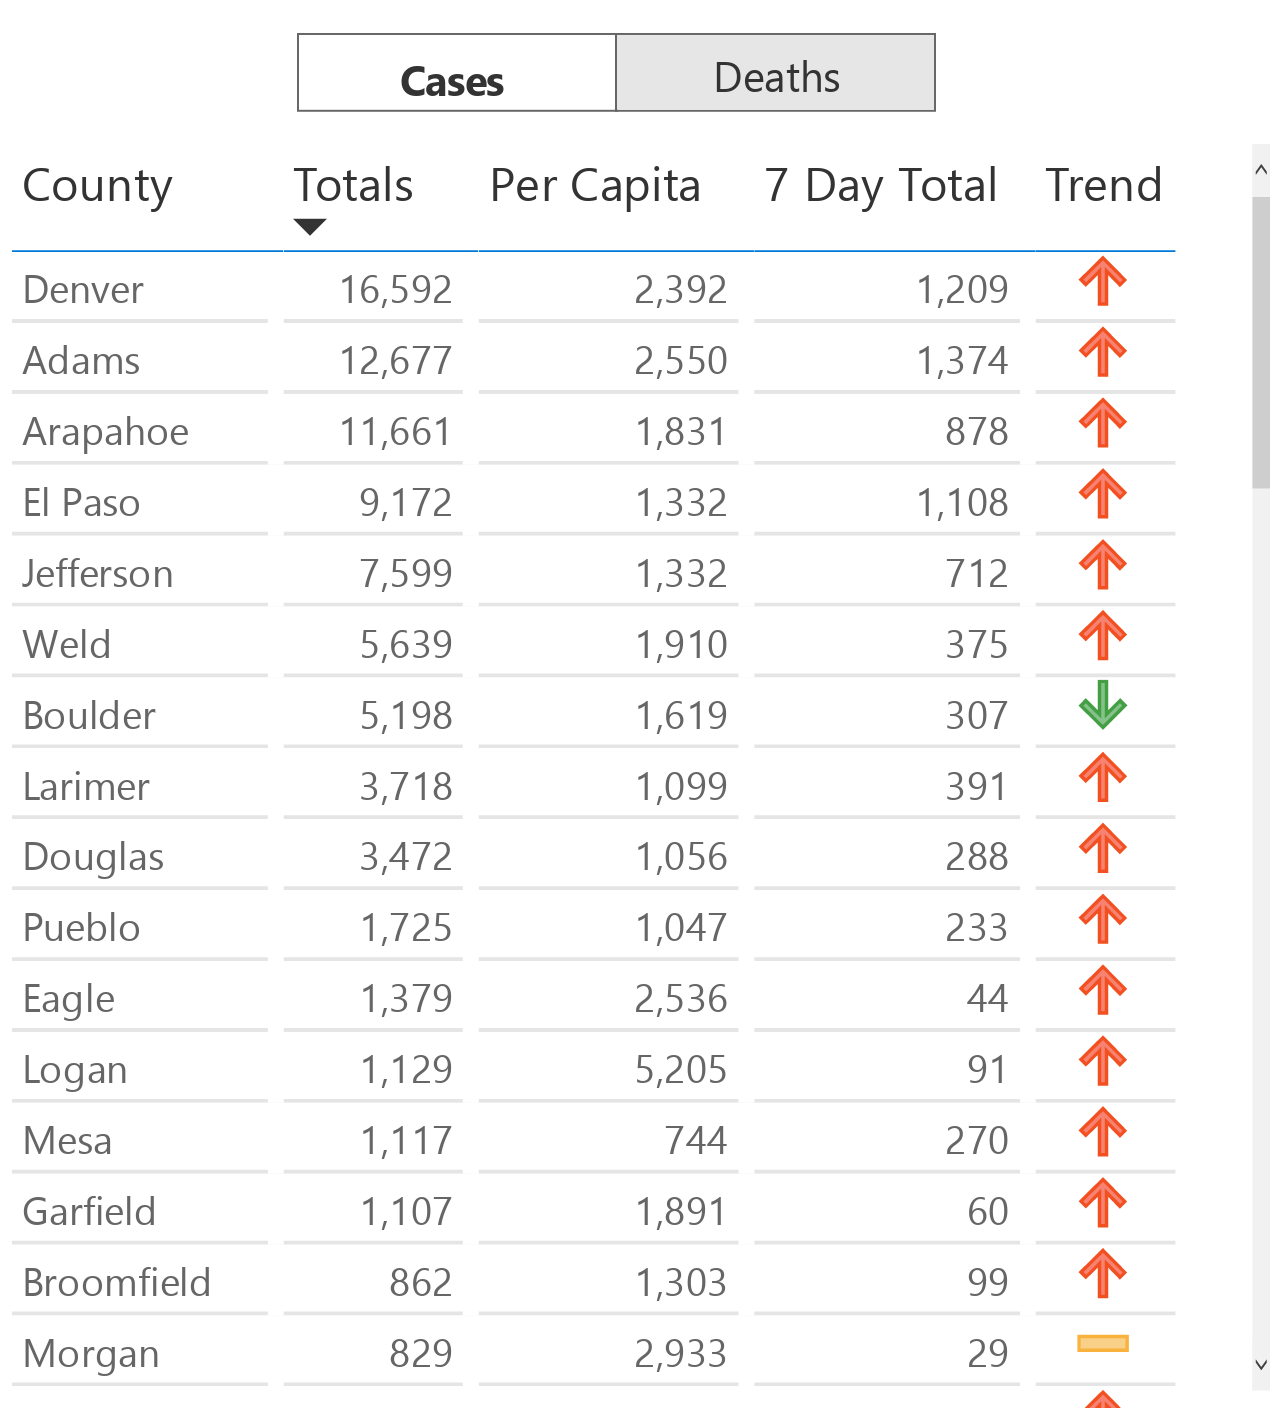 Cases Deaths
County Totals Per Capita 7 Day Total Trend
Denver 16,592 2,392 1,209
Adams 12,677 2,550 1,374
Arapahoe 11,661 1,831 878
El Paso 9,172 1,332 1,108
Jefferson 7,599 1,332 712
Weld 5,639 1,910 375
Boulder 5,198 1,619 307
Larimer 3,718 1,099 391
Douglas 3,472 1,056 288
Pueblo 1,725 1,047 233
Eagle 1,379 2,536 44
Logan 1,129 5,205 91
Mesa 1,117 744 270
Garfield 1,107 1,891 60
Broomfield 862 1,303 99
Morgan 829 2,933 29